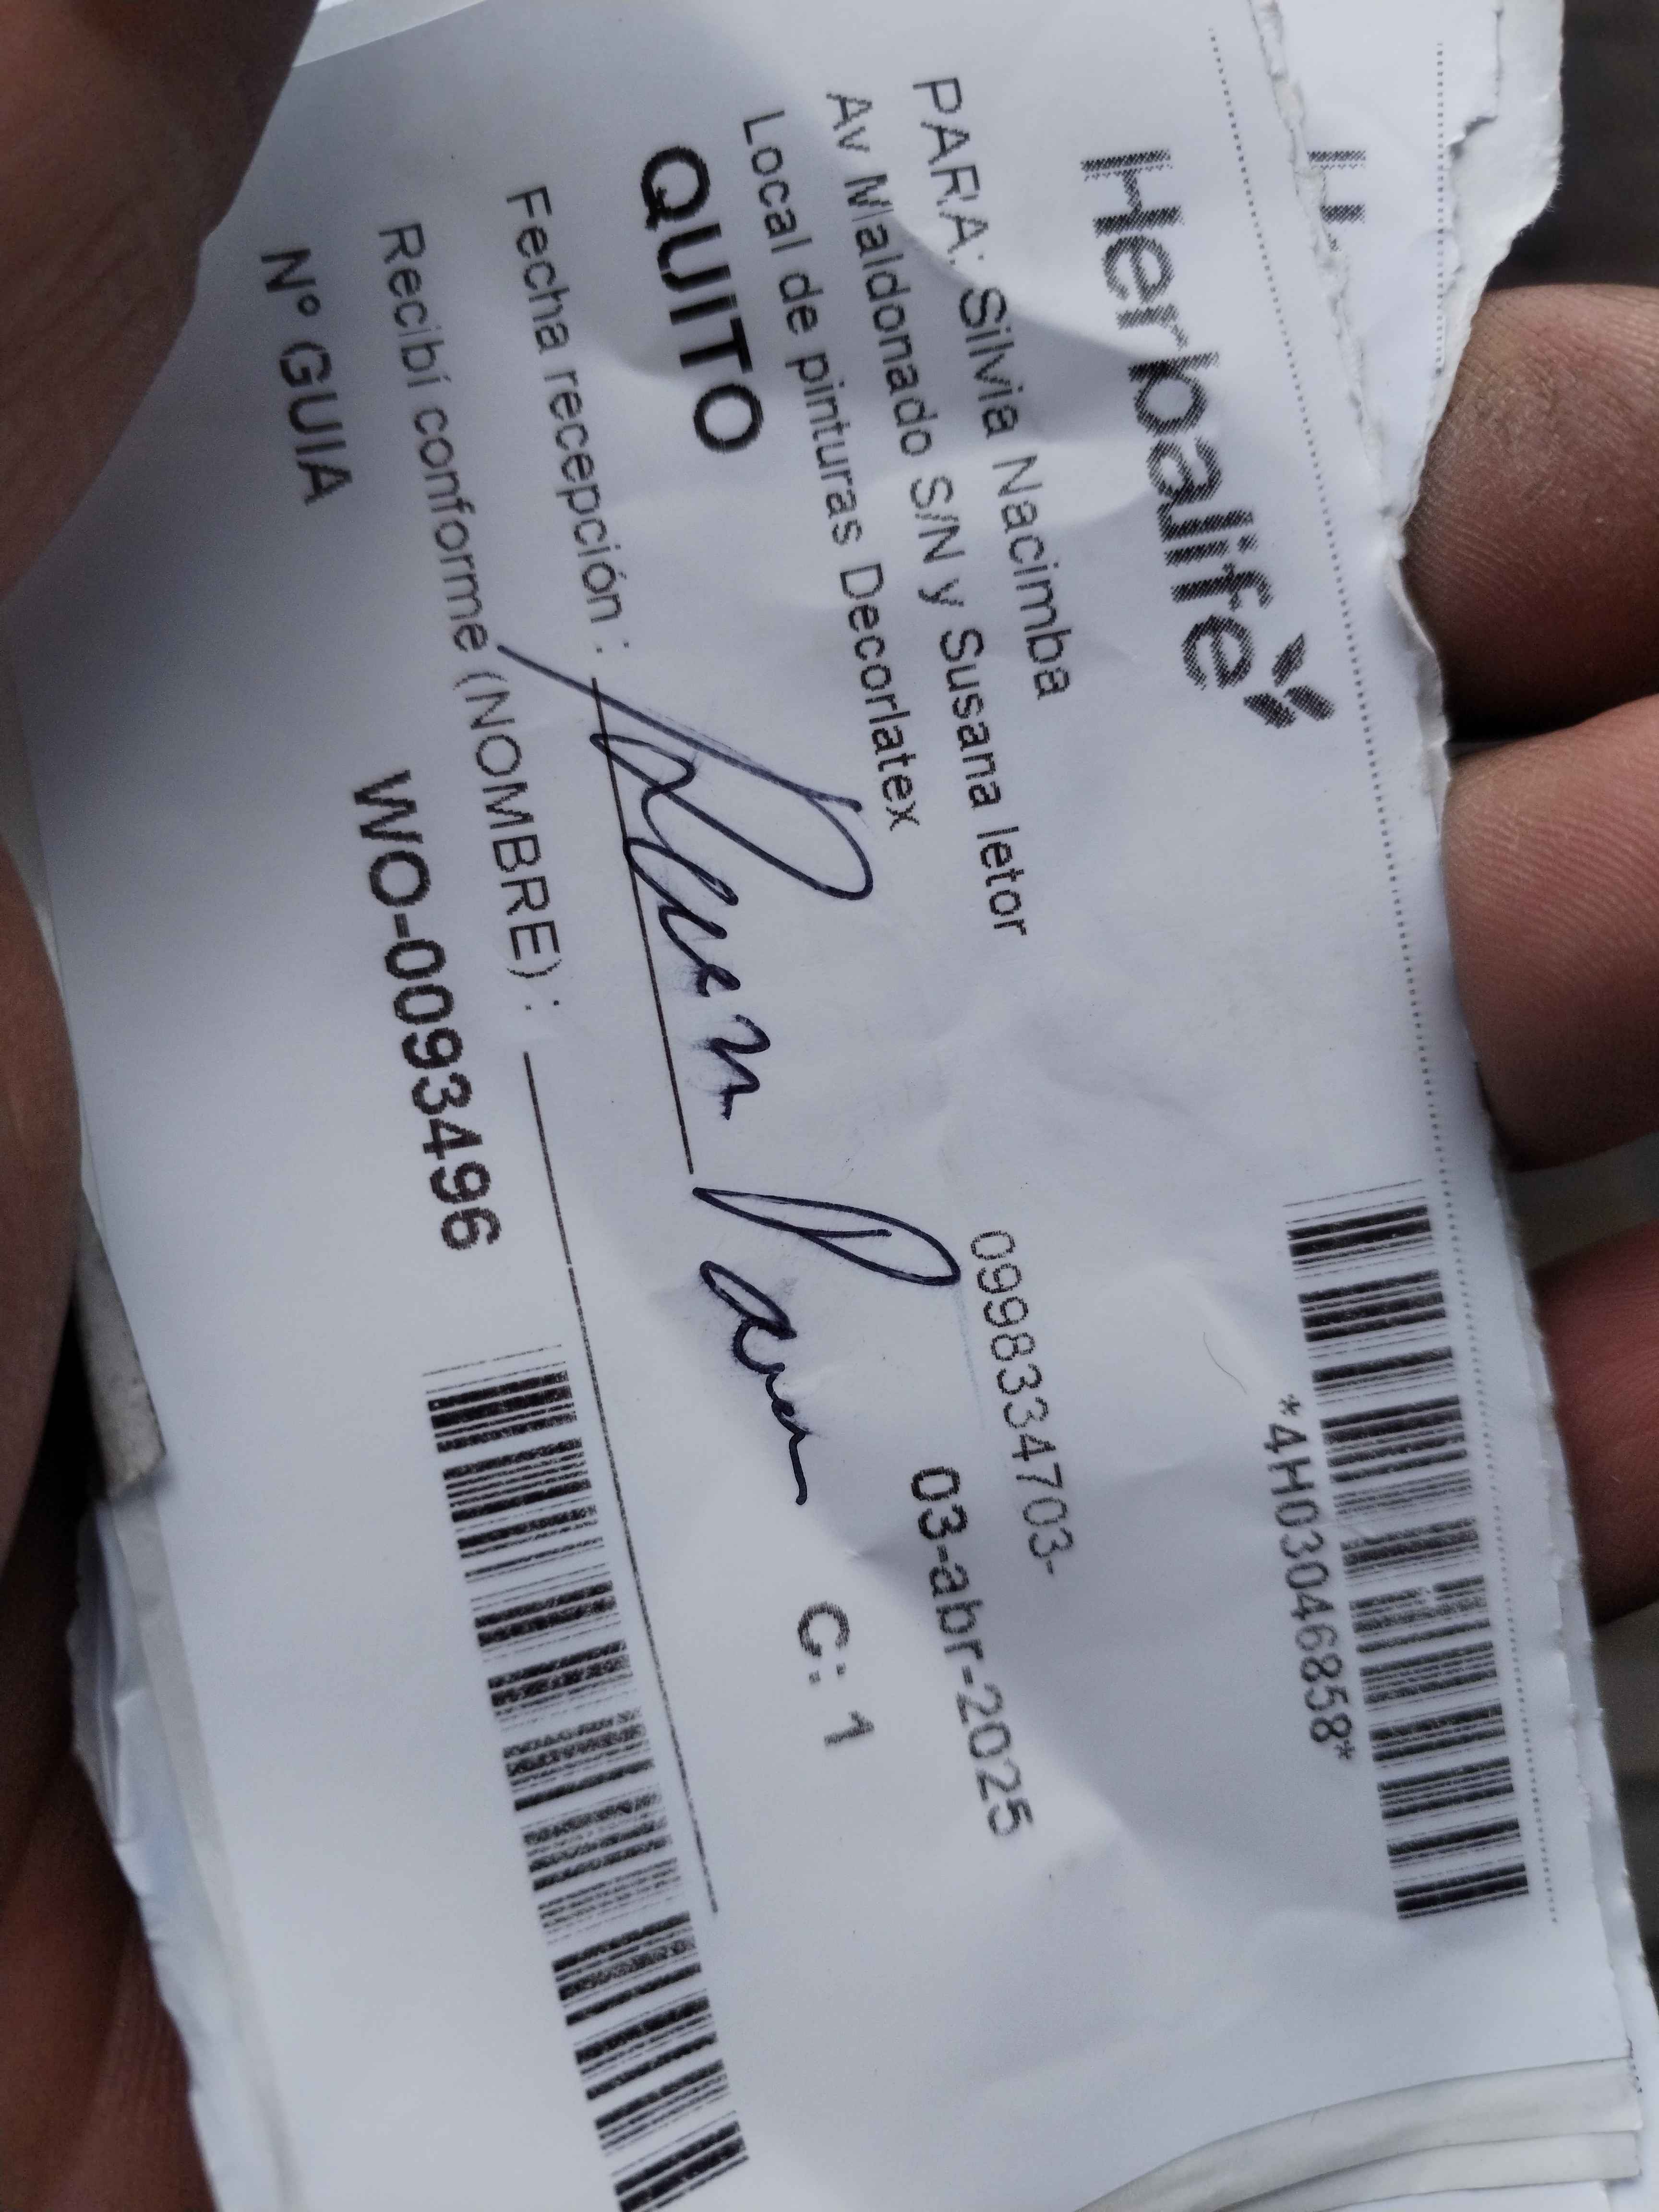 Herbalife
*4H03046858*
PARA: Silvia Nacimba 0998334703-
Av Maldonado S/N y Susana letor 03-abr-2025
Local de pinturas Decorlatex
QUITO C: 1
Fecha recepción :
Recibí conforme (NOMBRE) :
Nº GUIA WO-0093496